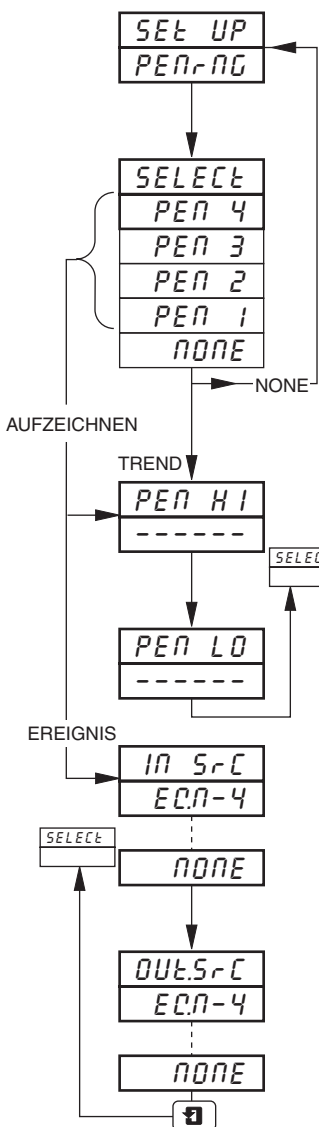 SEt UP
PENrNG
SELECt
PEN 4
PEN 3
PEN 2
PEN 1
NONE
NONE
AUFZEICHNEN
TREND
PEN HI
------
SELEC
PEN LO
------
EREIGNIS
IN SrC
EC.N-4
SELECt
NONE
OUt.SrC
EC.N-4
NONE